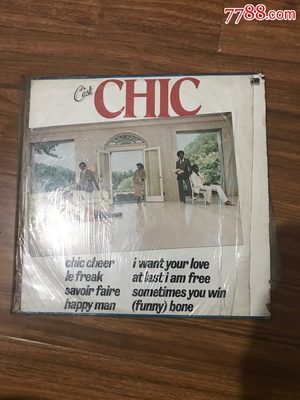 7788.com
C'est
CHIC
chic cheer
le freak
savoir faire
happy man
i want your love
at last i am free
sometimes you win
(funny) bone